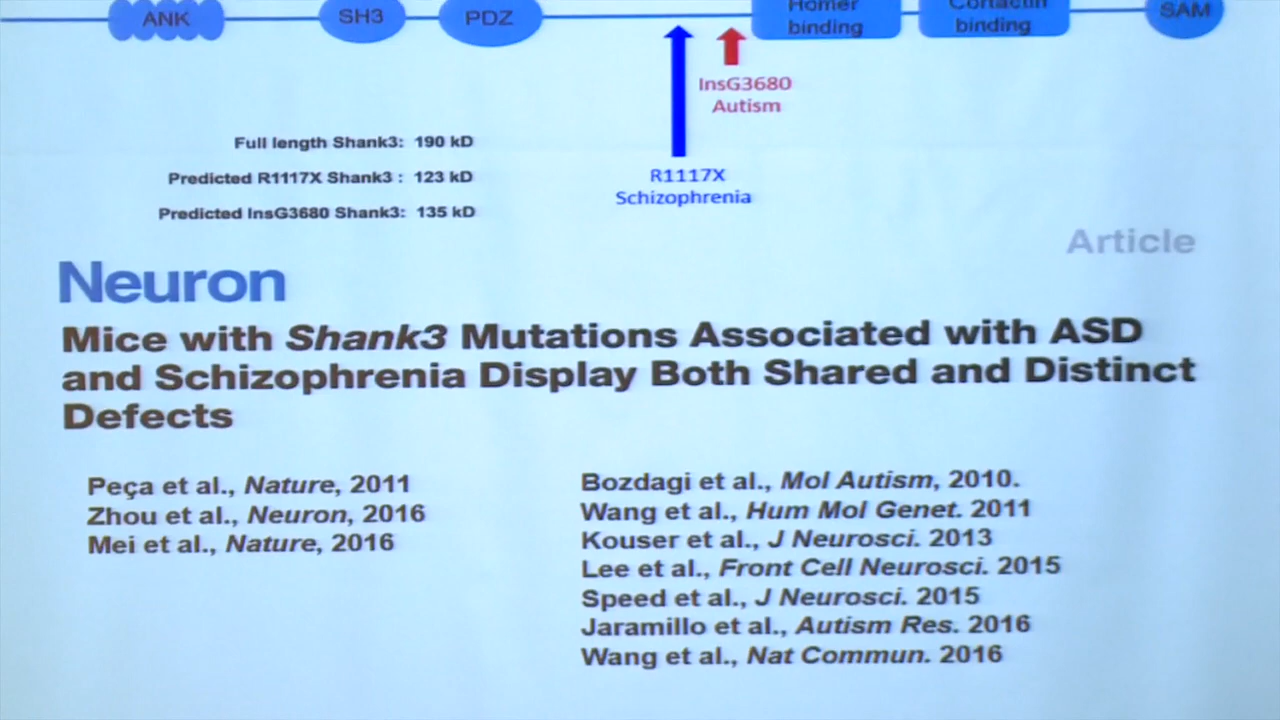 ANK
SH3
PDZ
Homer
binding
Cortactin
binding
SAM
InsG3680
Autism
Full length Shank3: 190 kD
Predicted R1117X Shank3 : 123 kD
Predicted InsG3680 Shank3: 135 kD
R1117X
Schizophrenia
Article
Neuron
Mice with Shank3 Mutations Associated with ASD
and Schizophrenia Display Both Shared and Distinct
Defects
Peça et al., Nature, 2011
Zhou et al., Neuron, 2016
Mei et al., Nature, 2016
Bozdagi et al., Mol Autism, 2010.
Wang et al., Hum Mol Genet. 2011
Kouser et al., J Neurosci. 2013
Lee et al., Front Cell Neurosci. 2015
Speed et al., J Neurosci. 2015
Jaramillo et al., Autism Res. 2016
Wang et al., Nat Commun. 2016